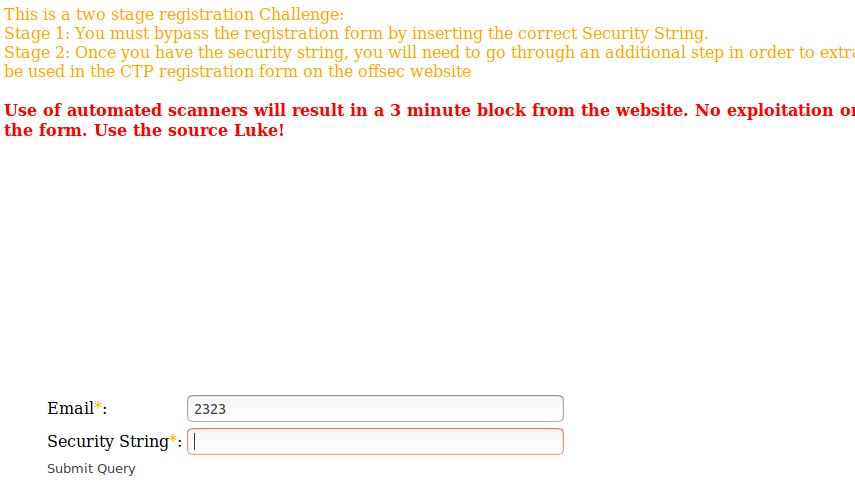 This is a two stage registration Challenge:
Stage 1: You must bypass the registration form by inserting the correct Security String.
Stage 2: Once you have the security string, you will need to go through an additional step in order to extra
be used in the CTP registration form on the offsec website
Use of automated scanners will result in a 3 minute block from the website. No exploitation or
the form. Use the source Luke!
Email*: 2323
Security String*:
Submit Query